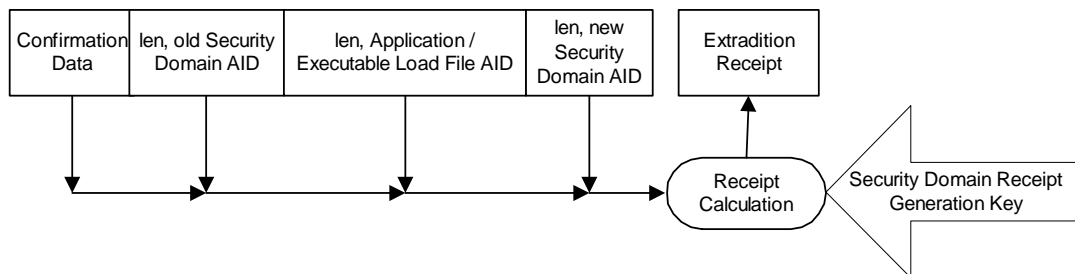 Confirmation
Data
len, old Security
Domain AID
len, Application /
Executable Load File AID
len, new
Security
Domain AID
Extradition
Receipt
Receipt
Calculation
Security Domain Receipt
Generation Key